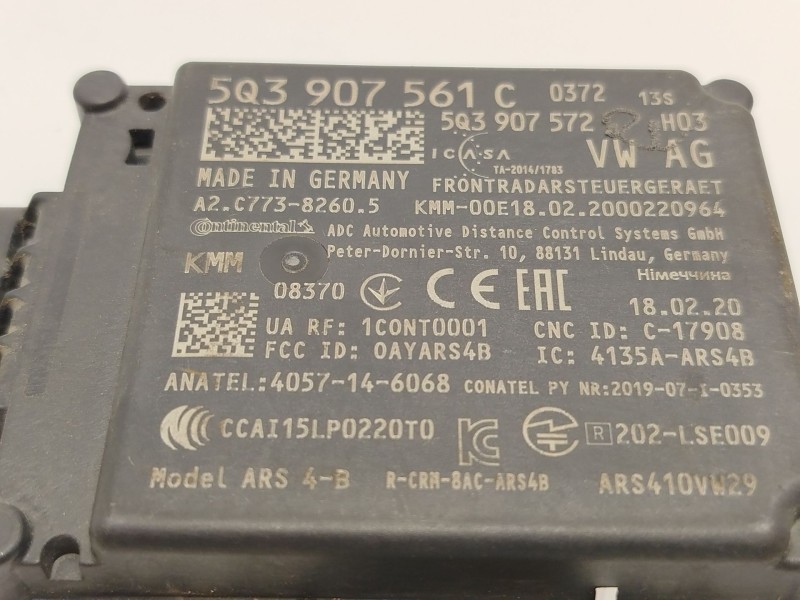 5Q3 907 561 C 0372 13S
5Q3 907 572 H03
ICASA TA-2014/1783 VW AG
MADE IN GERMANY FRONTRADARSTEUERGERAET
A2.C773-8260.5 KMM-00E18.02.2000220964
Continental ADC Automotive Distance Control Systems GmbH
Peter-Dornier-Str. 10, 88131 Lindau, Germany
KMM Німеччина
08370 CE EAC 18.02.20
UA RF: 1CONT0001 CNC ID: C-17908
FCC ID: OAYARS4B IC: 4135A-ARS4B
ANATEL:4057-14-6068 CONATEL PY NR:2019-07-I-0353
CCAI15LP0220T0 R 202-LSE009
Model ARS 4-B R-CRM-8AC-ARS4B ARS410VW29